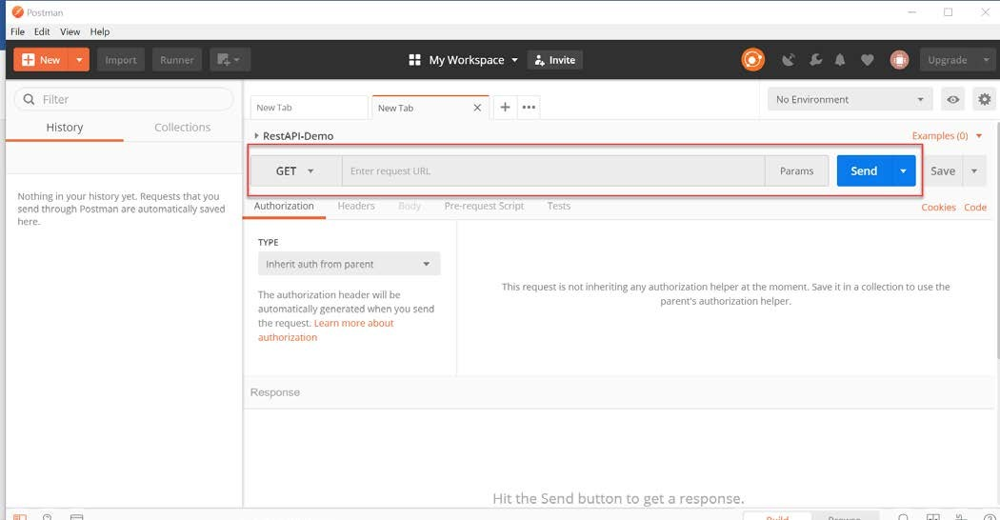 Postman
File Edit View Help
New Import Runner My Workspace Invite Upgrade
Filter
History Collections
Nothing in your history yet. Requests that you
send through Postman are automatically saved
here.
New Tab New Tab No Environment
RestAPI-Demo Examples (0)
GET Enter request URL Params Send Save
Authorization Headers Body Pre-request Script Tests Cookies Code
TYPE
Inherit auth from parent
The authorization header will be
automatically generated when you send
the request. Learn more about
authorization
This request is not inheriting any authorization helper at the moment. Save it in a collection to use the
parent's authorization helper.
Response
Hit the Send button to get a response.
Build Browse